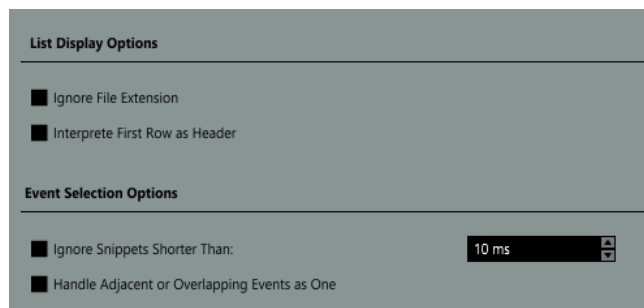 List Display Options
Ignore File Extension
Interprete First Row as Header
Event Selection Options
Ignore Snippets Shorter Than: 10 ms
Handle Adjacent or Overlapping Events as One